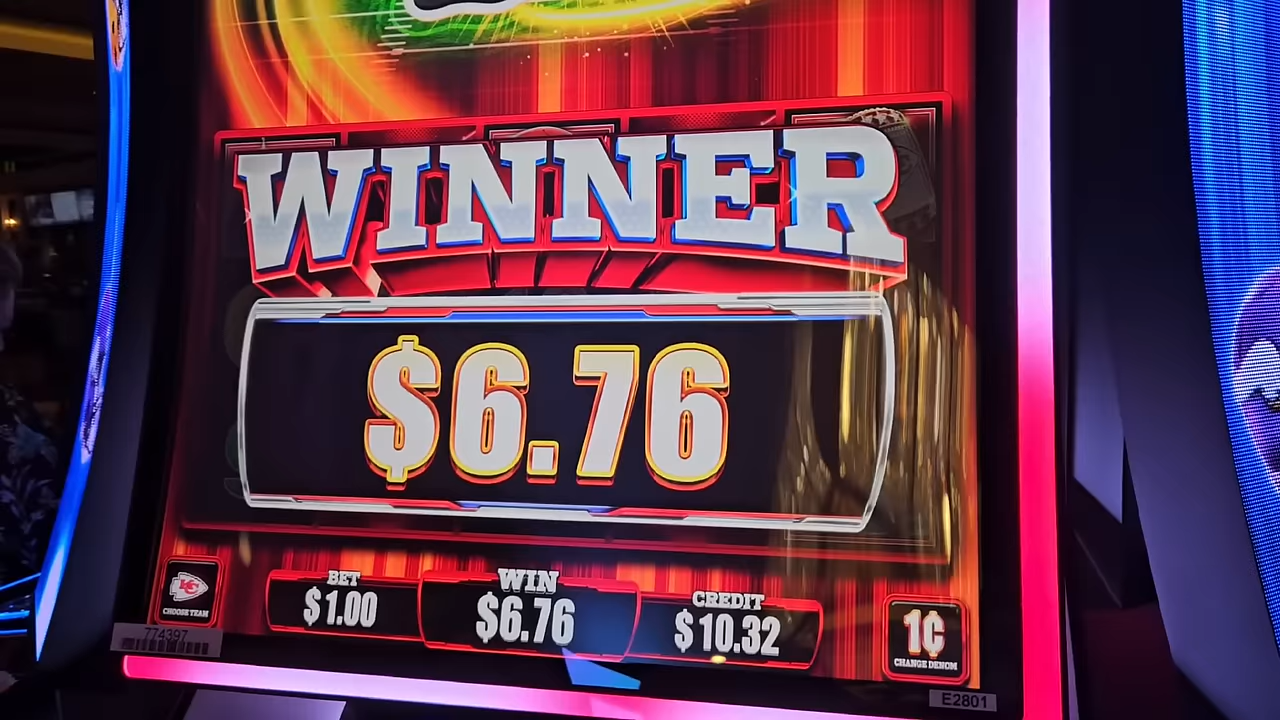 WINNER
$6.76
KC
CHOOSE TEAM
BET
$1.00
WIN
$6.76
CREDIT
$10.32
1¢
CHANGE DENOM
774397
E2801